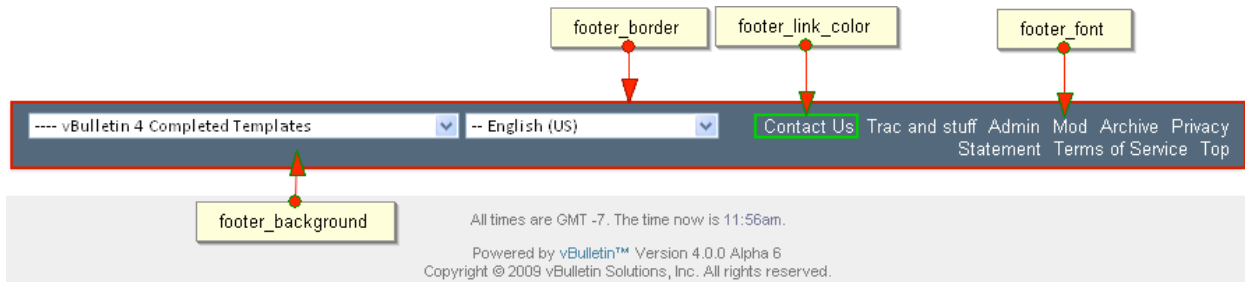 footer_border
footer_link_color
footer_font
---- vBulletin 4 Completed Templates
-- English (US)
Contact Us Trac and stuff Admin Mod Archive Privacy
Statement Terms of Service Top
footer_background
All times are GMT -7. The time now is 11:56am.
Powered by vBulletin™ Version 4.0.0 Alpha 6
Copyright © 2009 vBulletin Solutions, Inc. All rights reserved.